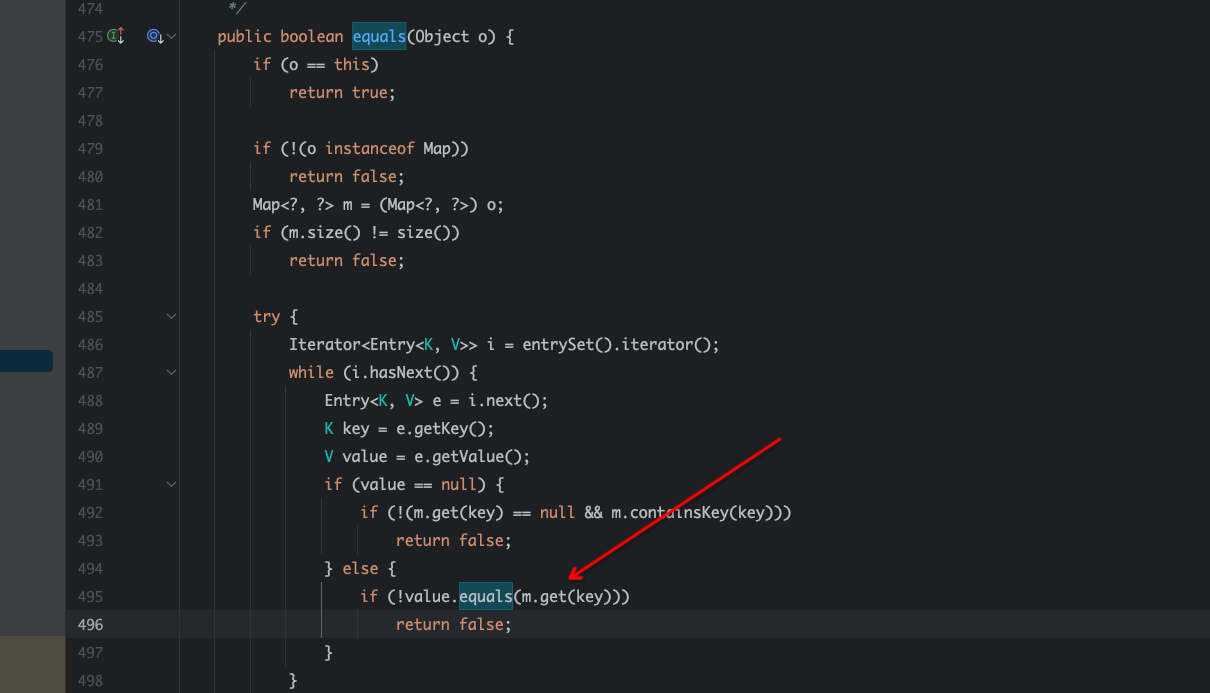 474 */
475 public boolean equals(Object o) {
476 if (o == this)
477 return true;
478
479 if (!(o instanceof Map))
480 return false;
481 Map<?, ?> m = (Map<?, ?>) o;
482 if (m.size() != size())
483 return false;
484
485 try {
486 Iterator<Entry<K, V>> i = entrySet().iterator();
487 while (i.hasNext()) {
488 Entry<K, V> e = i.next();
489 K key = e.getKey();
490 V value = e.getValue();
491 if (value == null) {
492 if (!(m.get(key) == null && m.containsKey(key)))
493 return false;
494 } else {
495 if (!value.equals(m.get(key)))
496 return false;
497 }
498 }